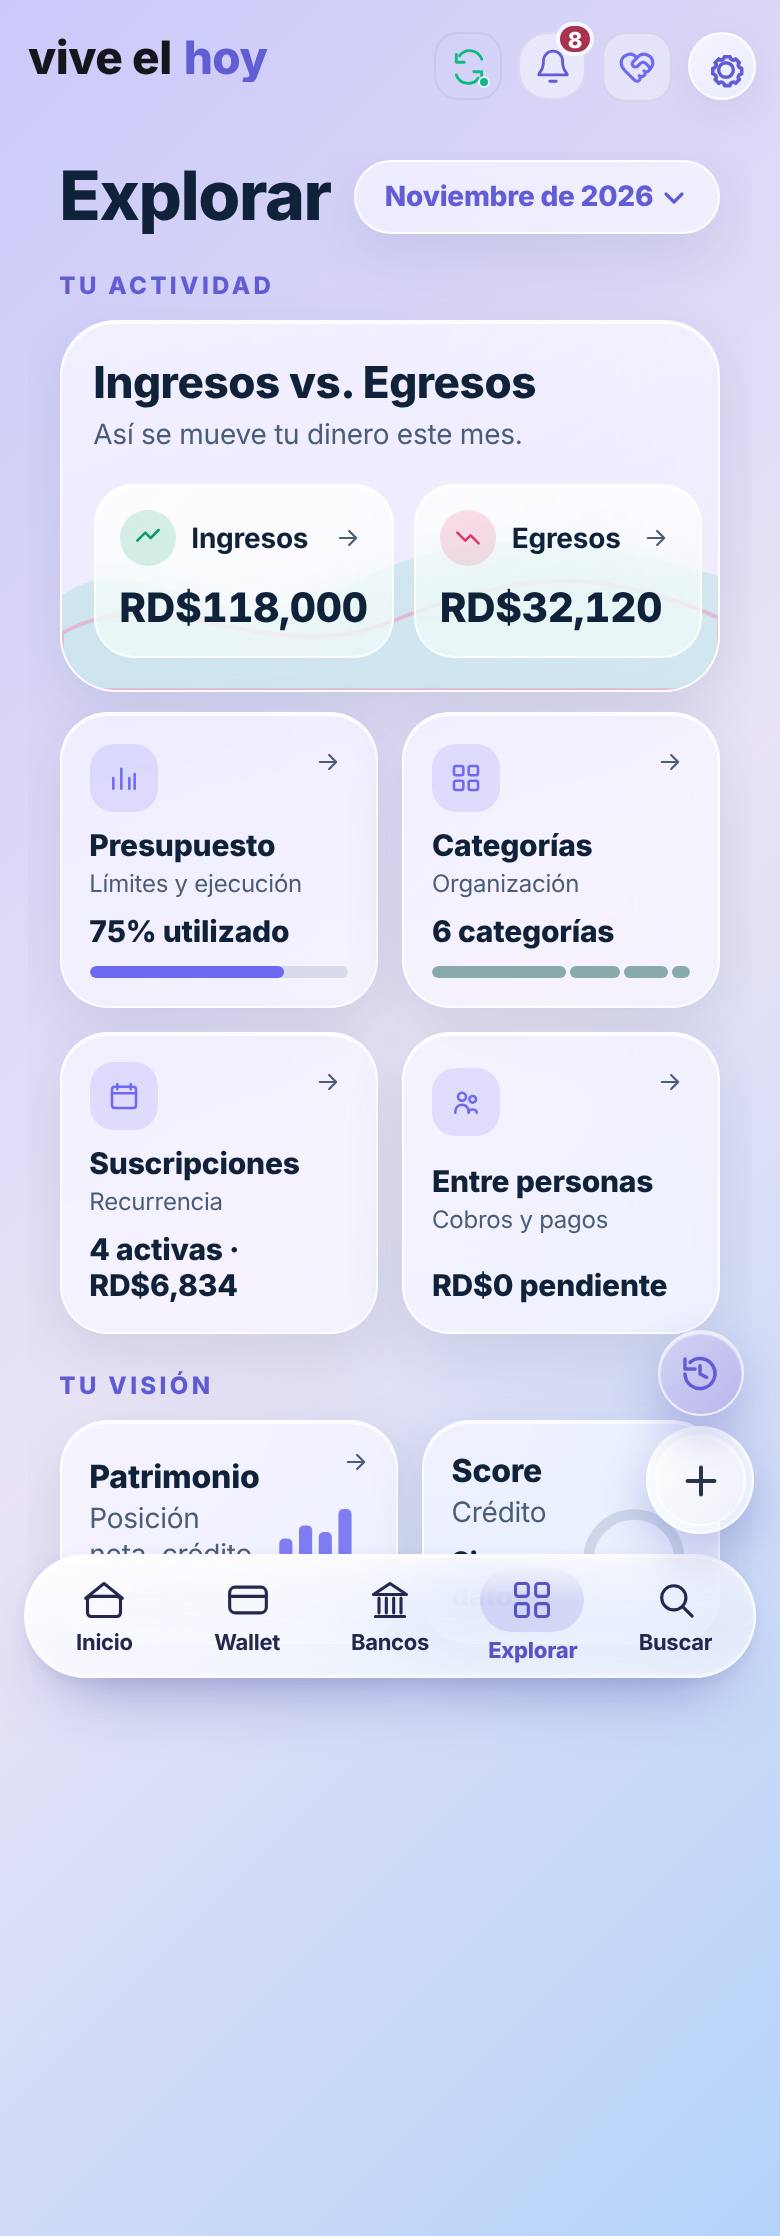 vive el hoy
8
Explorar
Noviembre de 2026
TU ACTIVIDAD
Ingresos vs. Egresos
Así se mueve tu dinero este mes.
Ingresos
RD$118,000
Egresos
RD$32,120
Presupuesto
Límites y ejecución
75% utilizado
Categorías
Organización
6 categorías
Suscripciones
Recurrencia
4 activas ·
RD$6,834
Entre personas
Cobros y pagos
RD$0 pendiente
TU VISIÓN
Patrimonio
Posición
neta, crédito
Score
Crédito
Inicio
Wallet
Bancos
Explorar
Buscar